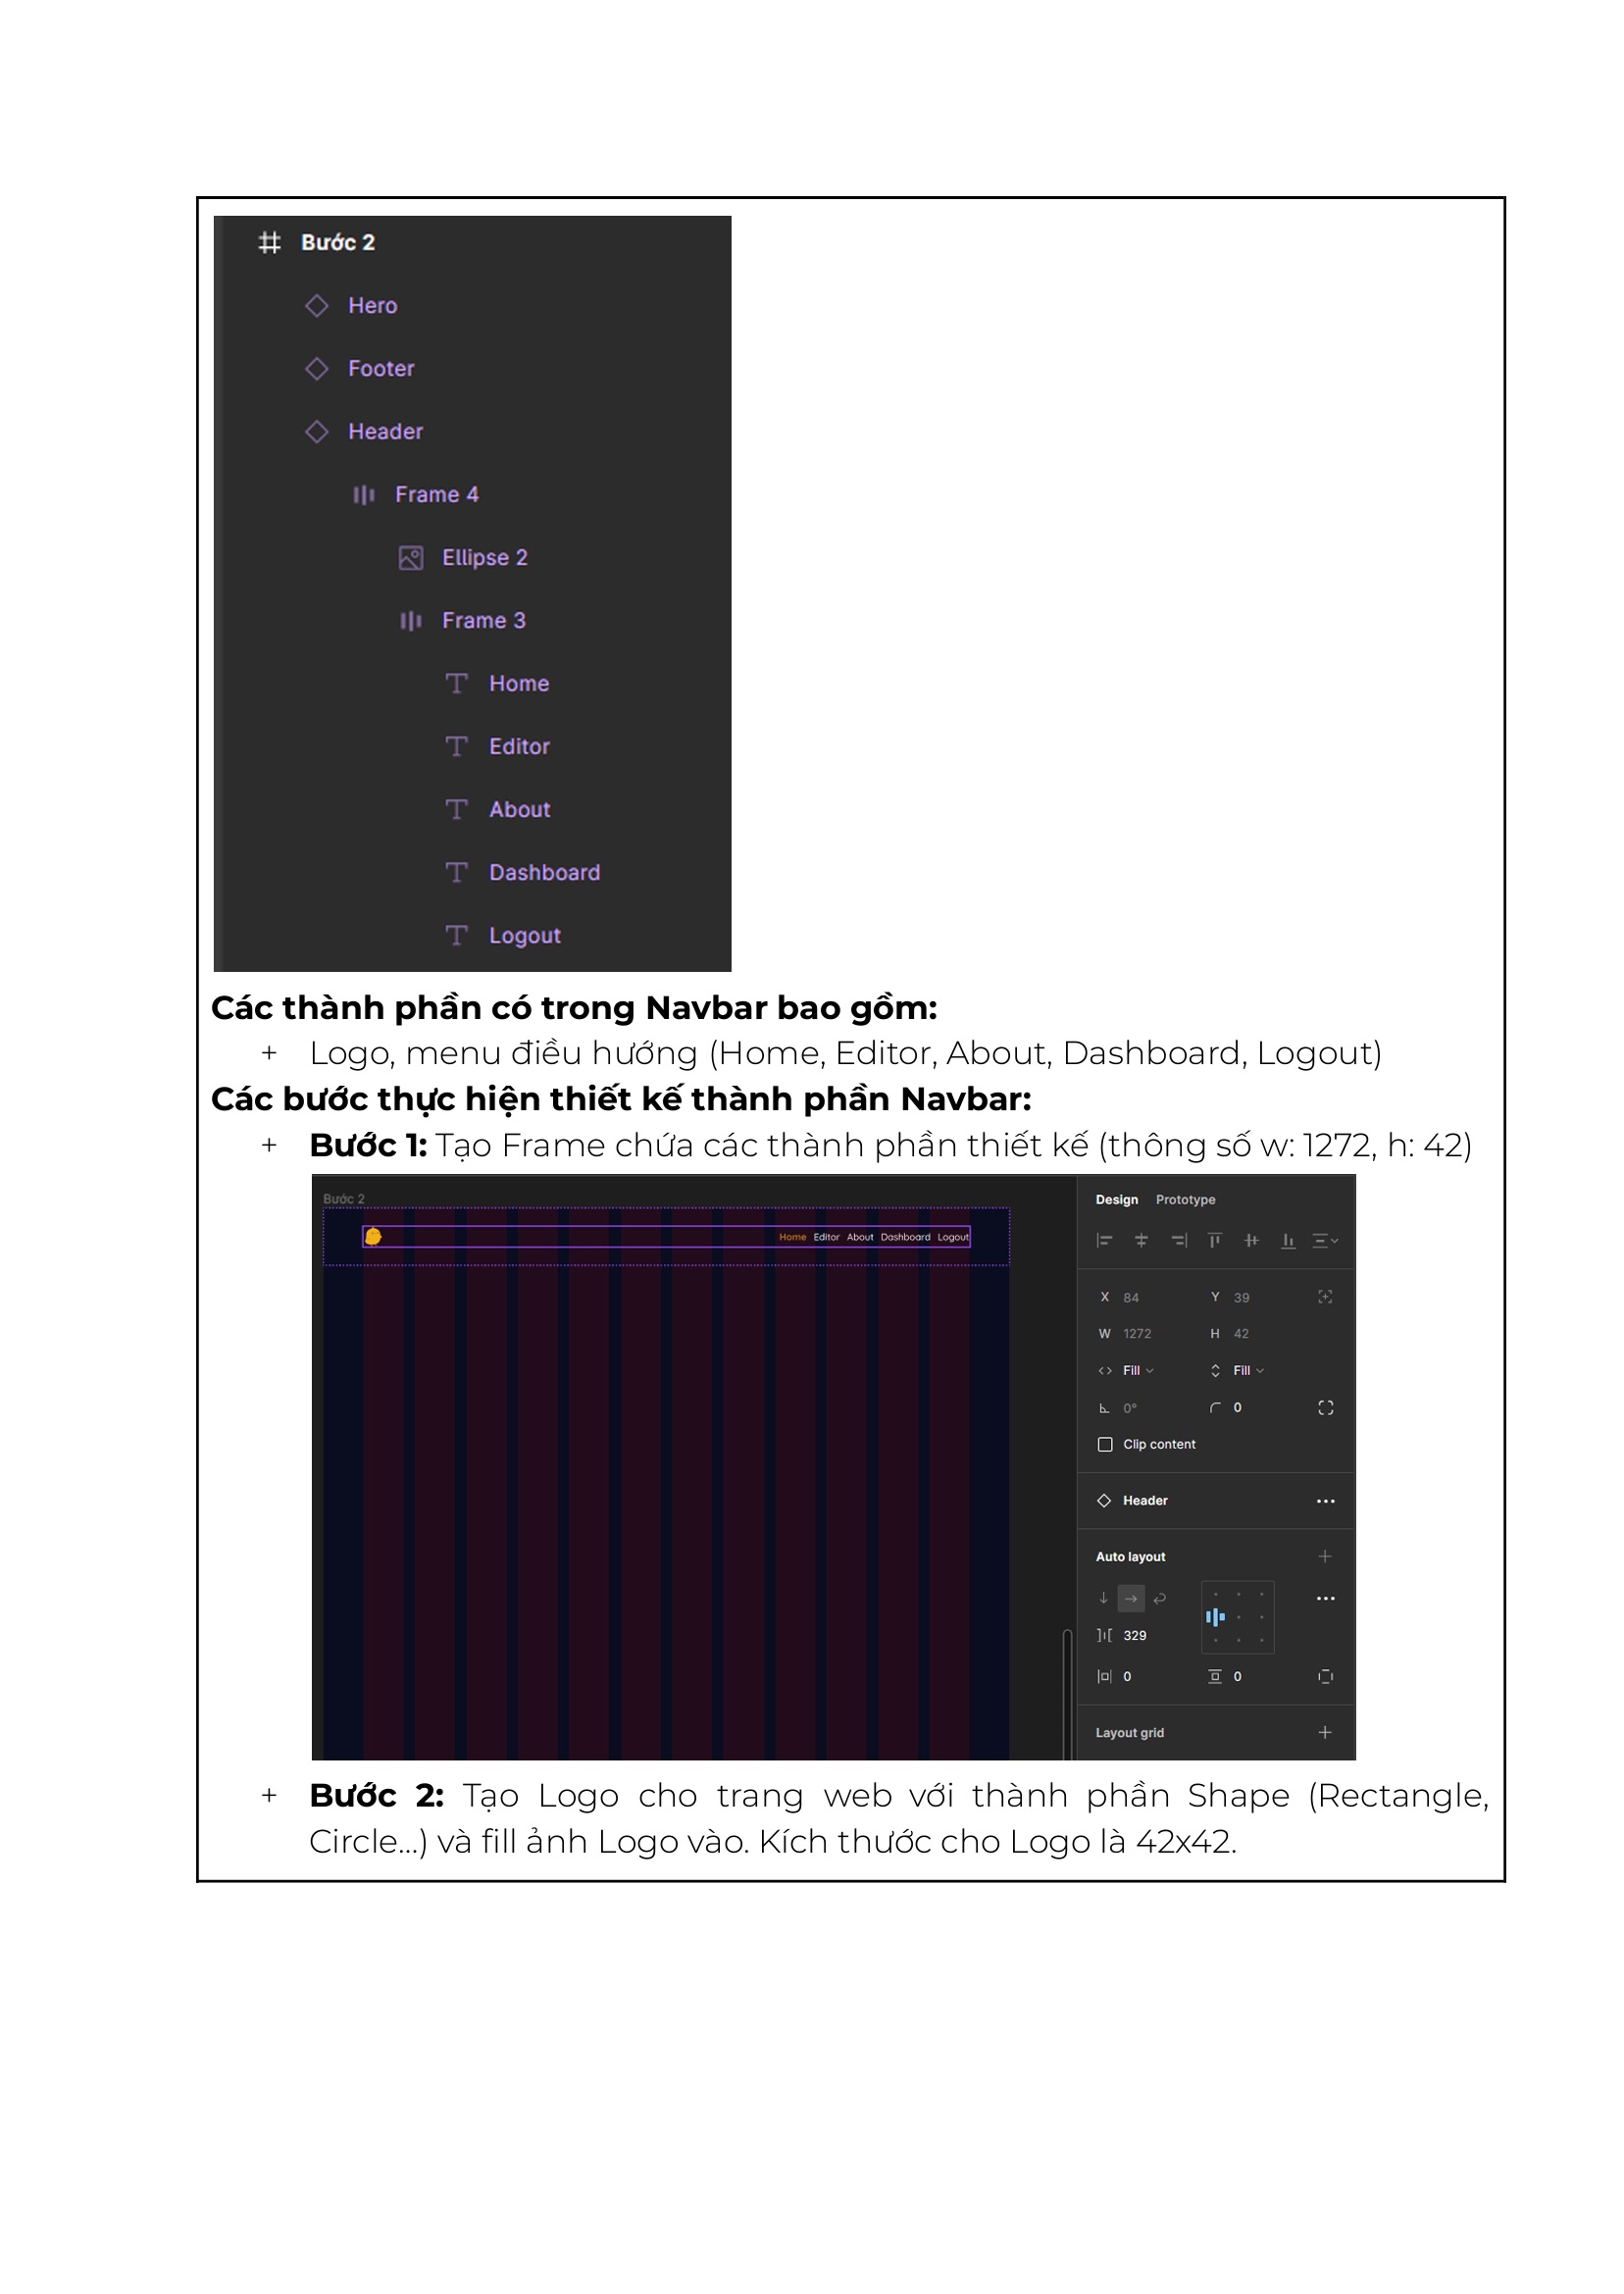 Bước 2
Hero
Footer
Header
Frame 4
Ellipse 2
Frame 3
Home
Editor
About
Dashboard
Logout
Các thành phần có trong Navbar bao gồm:
+ Logo, menu điều hướng (Home, Editor, About, Dashboard, Logout)
Các bước thực hiện thiết kế thành phần Navbar:
+ Bước 1: Tạo Frame chứa các thành phần thiết kế (thông số w: 1272, h: 42)
Bước 2
Home Editor About Dashboard Logout
Design Prototype
X 84 Y 39
W 1272 H 42
Fill Fill
0° 0
Clip content
Header
Auto layout
329
0 0
Layout grid
+ Bước 2: Tạo Logo cho trang web với thành phần Shape (Rectangle,
Circle...) và fill ảnh Logo vào. Kích thước cho Logo là 42x42.